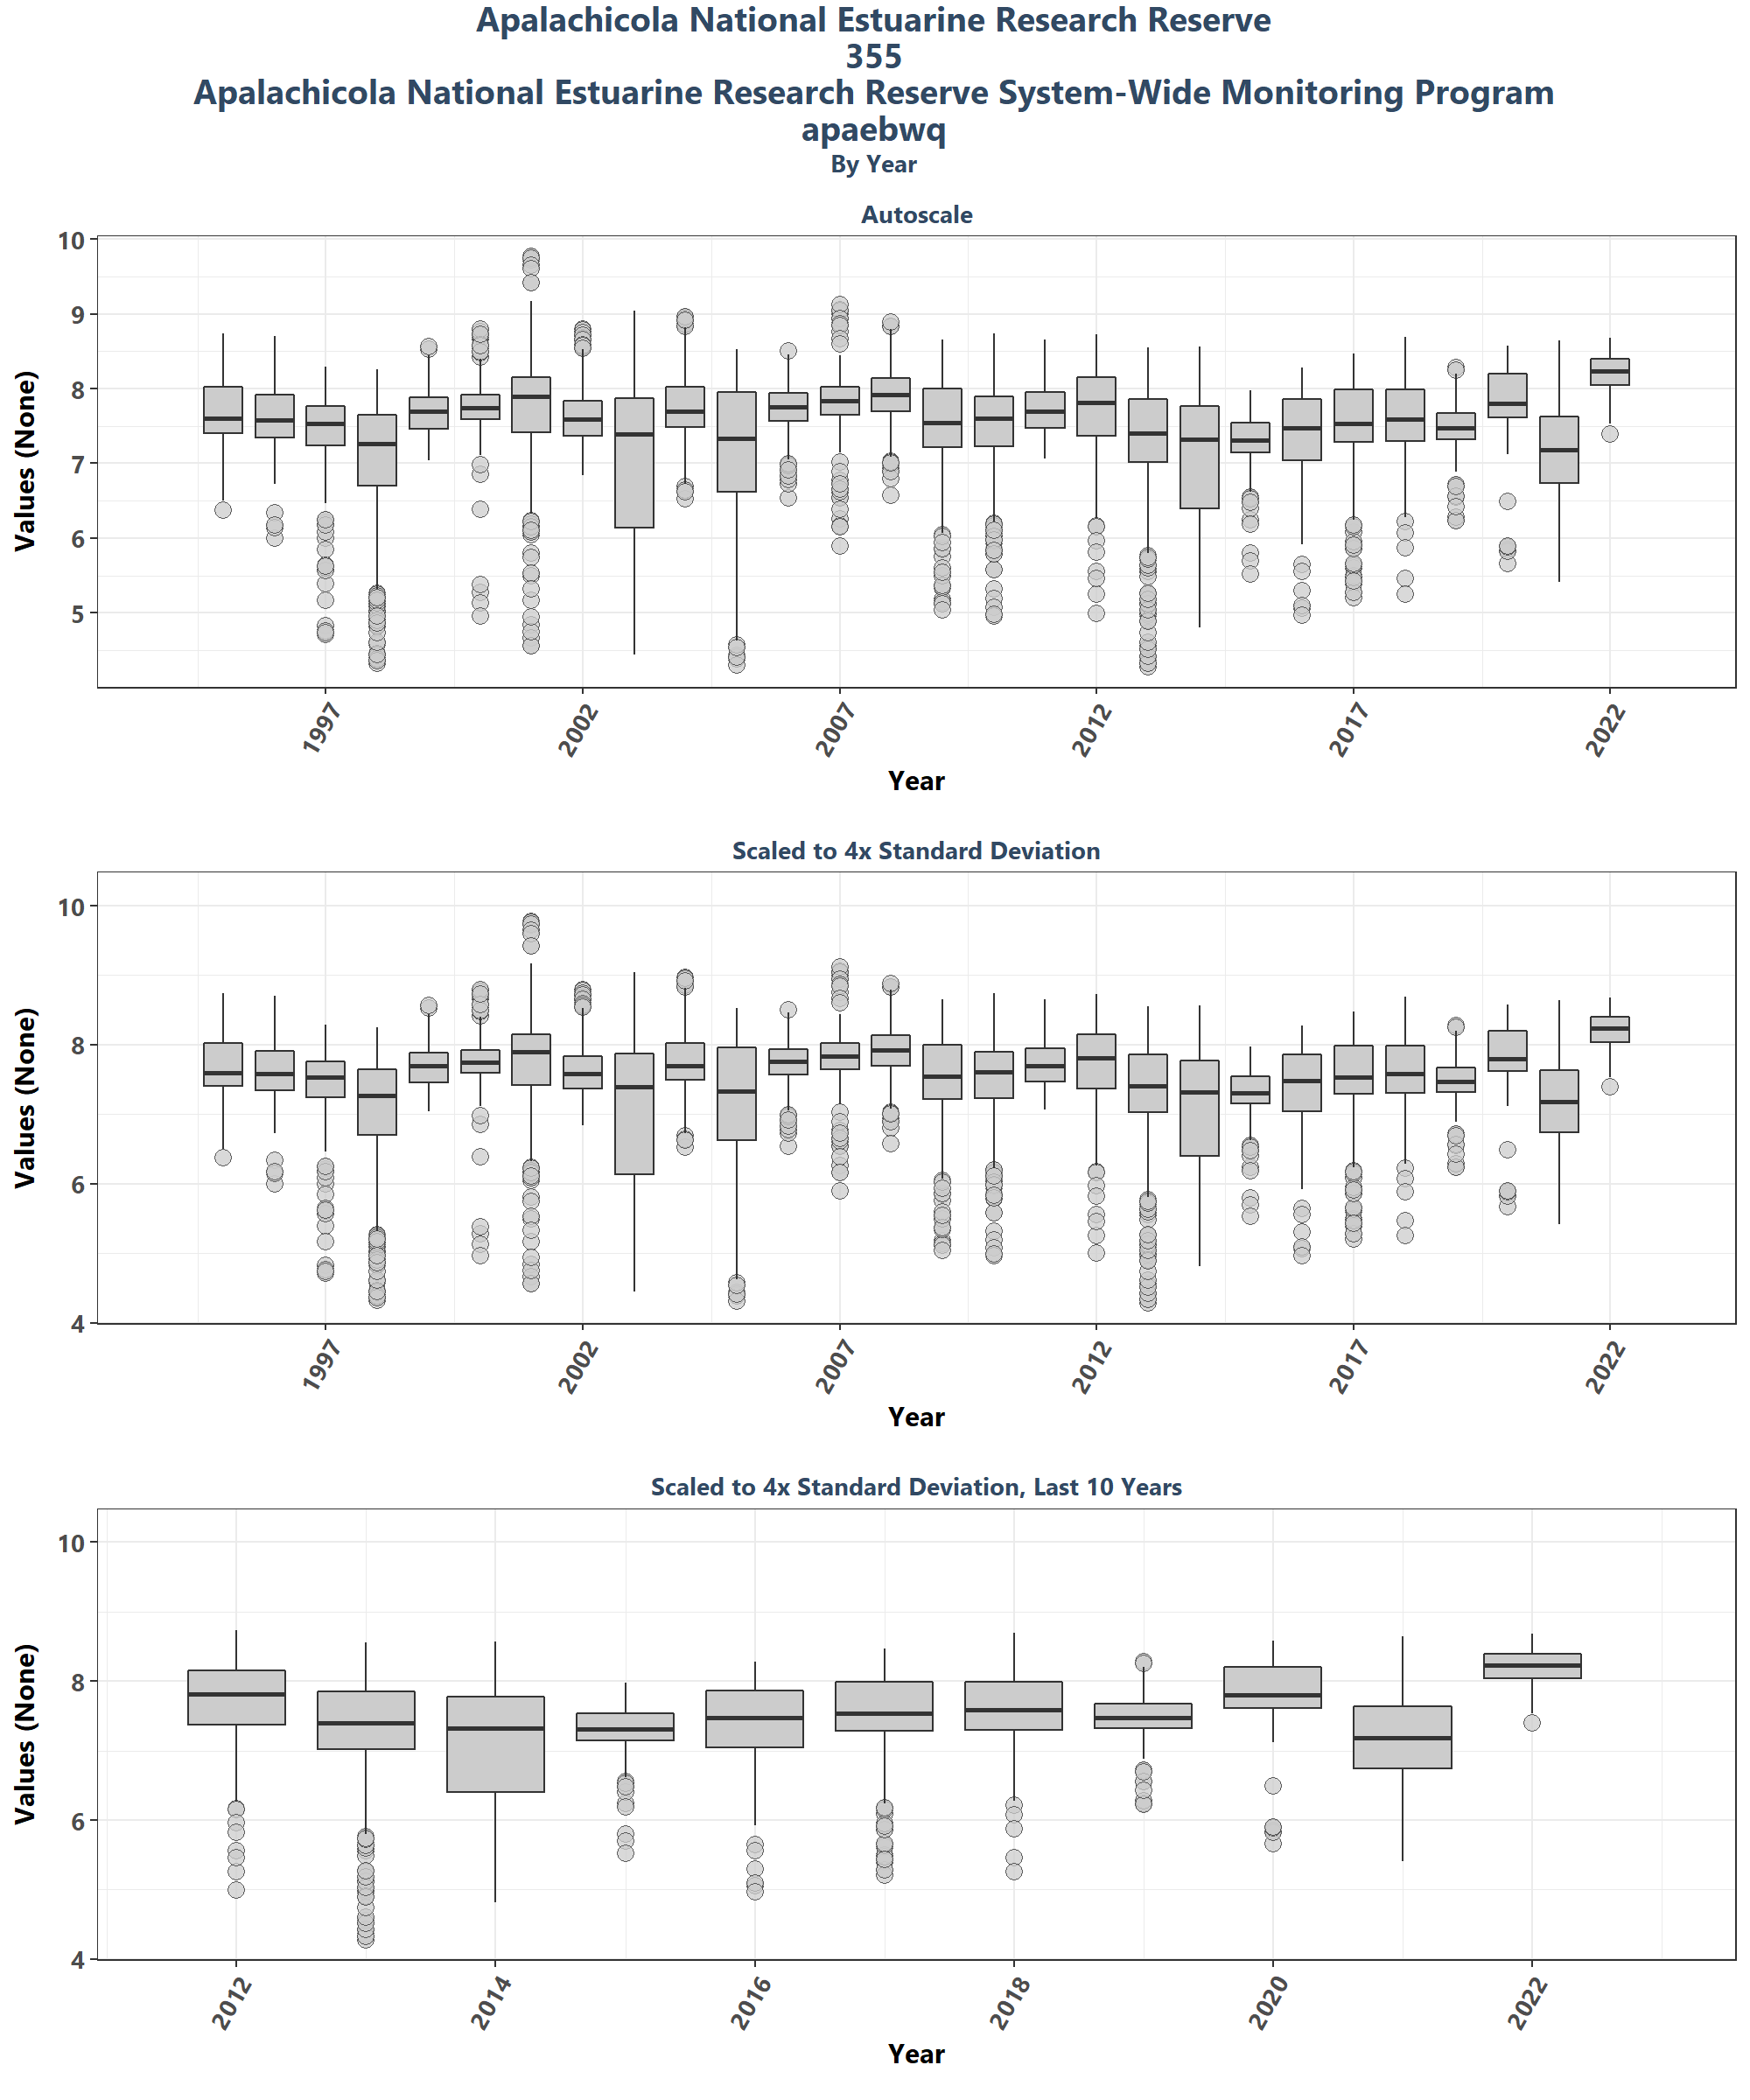 Apalachicola National Estuarine Research Reserve
355
Apalachicola National Estuarine Research Reserve System-Wide Monitoring Program
apaebwq
By Year
Autoscale
Values (None)
10
9
8
7
6
5
1997 2002 2007 2012 2017 2022
Year
Scaled to 4x Standard Deviation
Values (None)
10
8
6
4
1997 2002 2007 2012 2017 2022
Year
Scaled to 4x Standard Deviation, Last 10 Years
Values (None)
10
8
6
4
2012 2014 2016 2018 2020 2022
Year